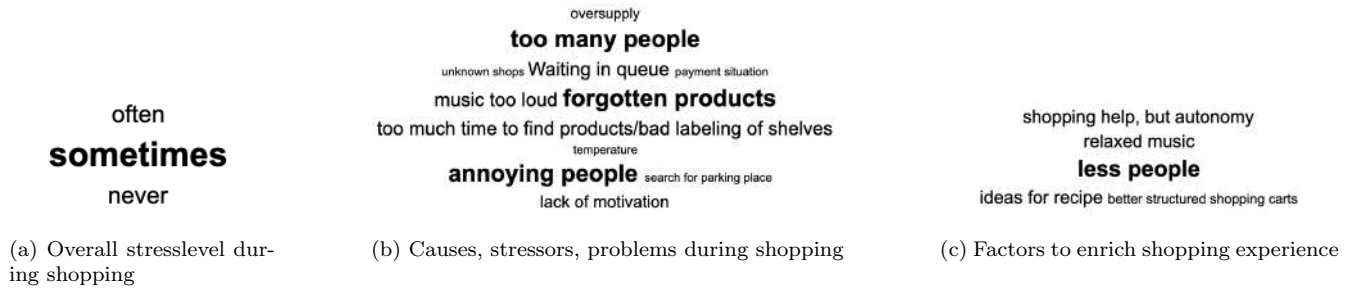 often
sometimes
never
(a) Overall stresslevel dur-
ing shopping
oversupply
too many people
unknown shops Waiting in queue payment situation
music too loud forgotten products
too much time to find products/bad labeling of shelves
temperature
annoying people search for parking place
lack of motivation
(b) Causes, stressors, problems during shopping
shopping help, but autonomy
relaxed music
less people
ideas for recipe better structured shopping carts
(c) Factors to enrich shopping experience